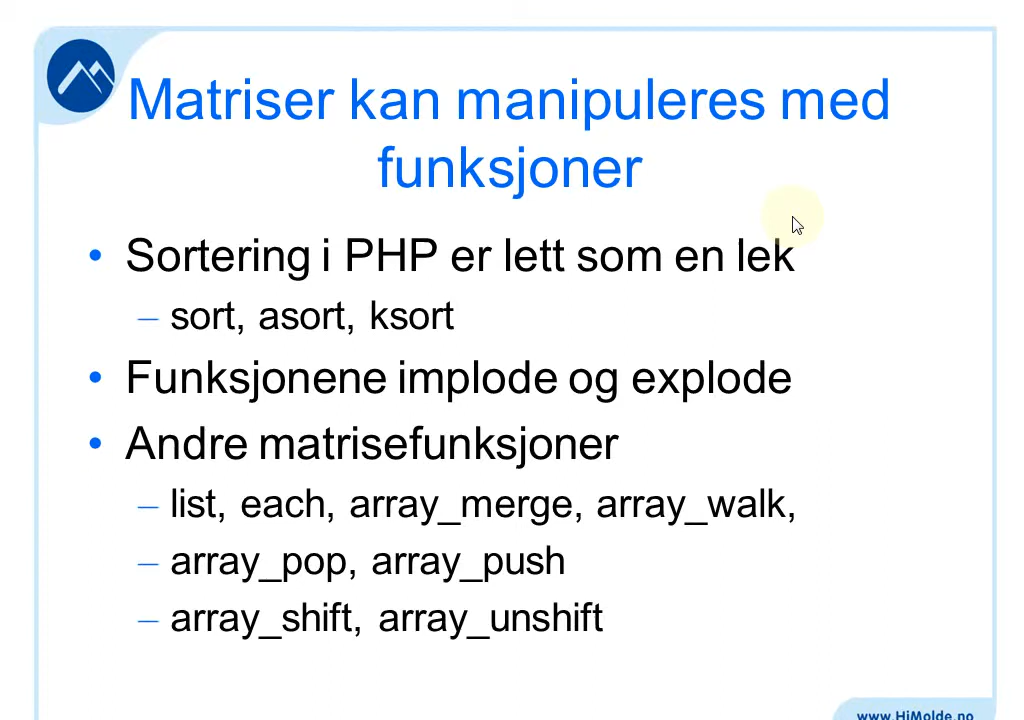 Matriser kan manipuleres med
funksjoner
• Sortering i PHP er lett som en lek
– sort, asort, ksort
• Funksjonene implode og explode
• Andre matrisefunksjoner
– list, each, array_merge, array_walk,
– array_pop, array_push
– array_shift, array_unshift
www.HiMolde.no